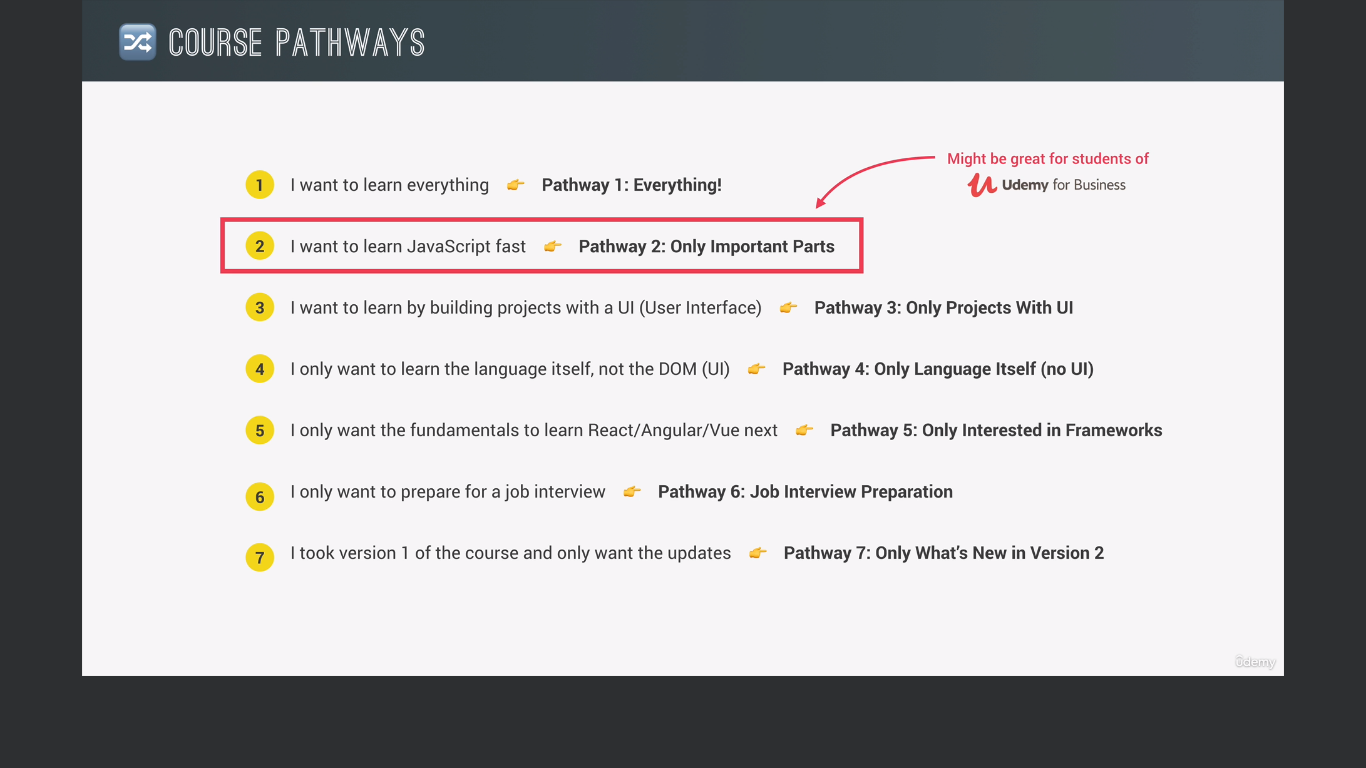 COURSE PATHWAYS
Might be great for students of
Udemy for Business
1 I want to learn everything 👉 Pathway 1: Everything!
2 I want to learn JavaScript fast 👉 Pathway 2: Only Important Parts
3 I want to learn by building projects with a UI (User Interface) 👉 Pathway 3: Only Projects With UI
4 I only want to learn the language itself, not the DOM (UI) 👉 Pathway 4: Only Language Itself (no UI)
5 I only want the fundamentals to learn React/Angular/Vue next 👉 Pathway 5: Only Interested in Frameworks
6 I only want to prepare for a job interview 👉 Pathway 6: Job Interview Preparation
7 I took version 1 of the course and only want the updates 👉 Pathway 7: Only What’s New in Version 2
ûdemy